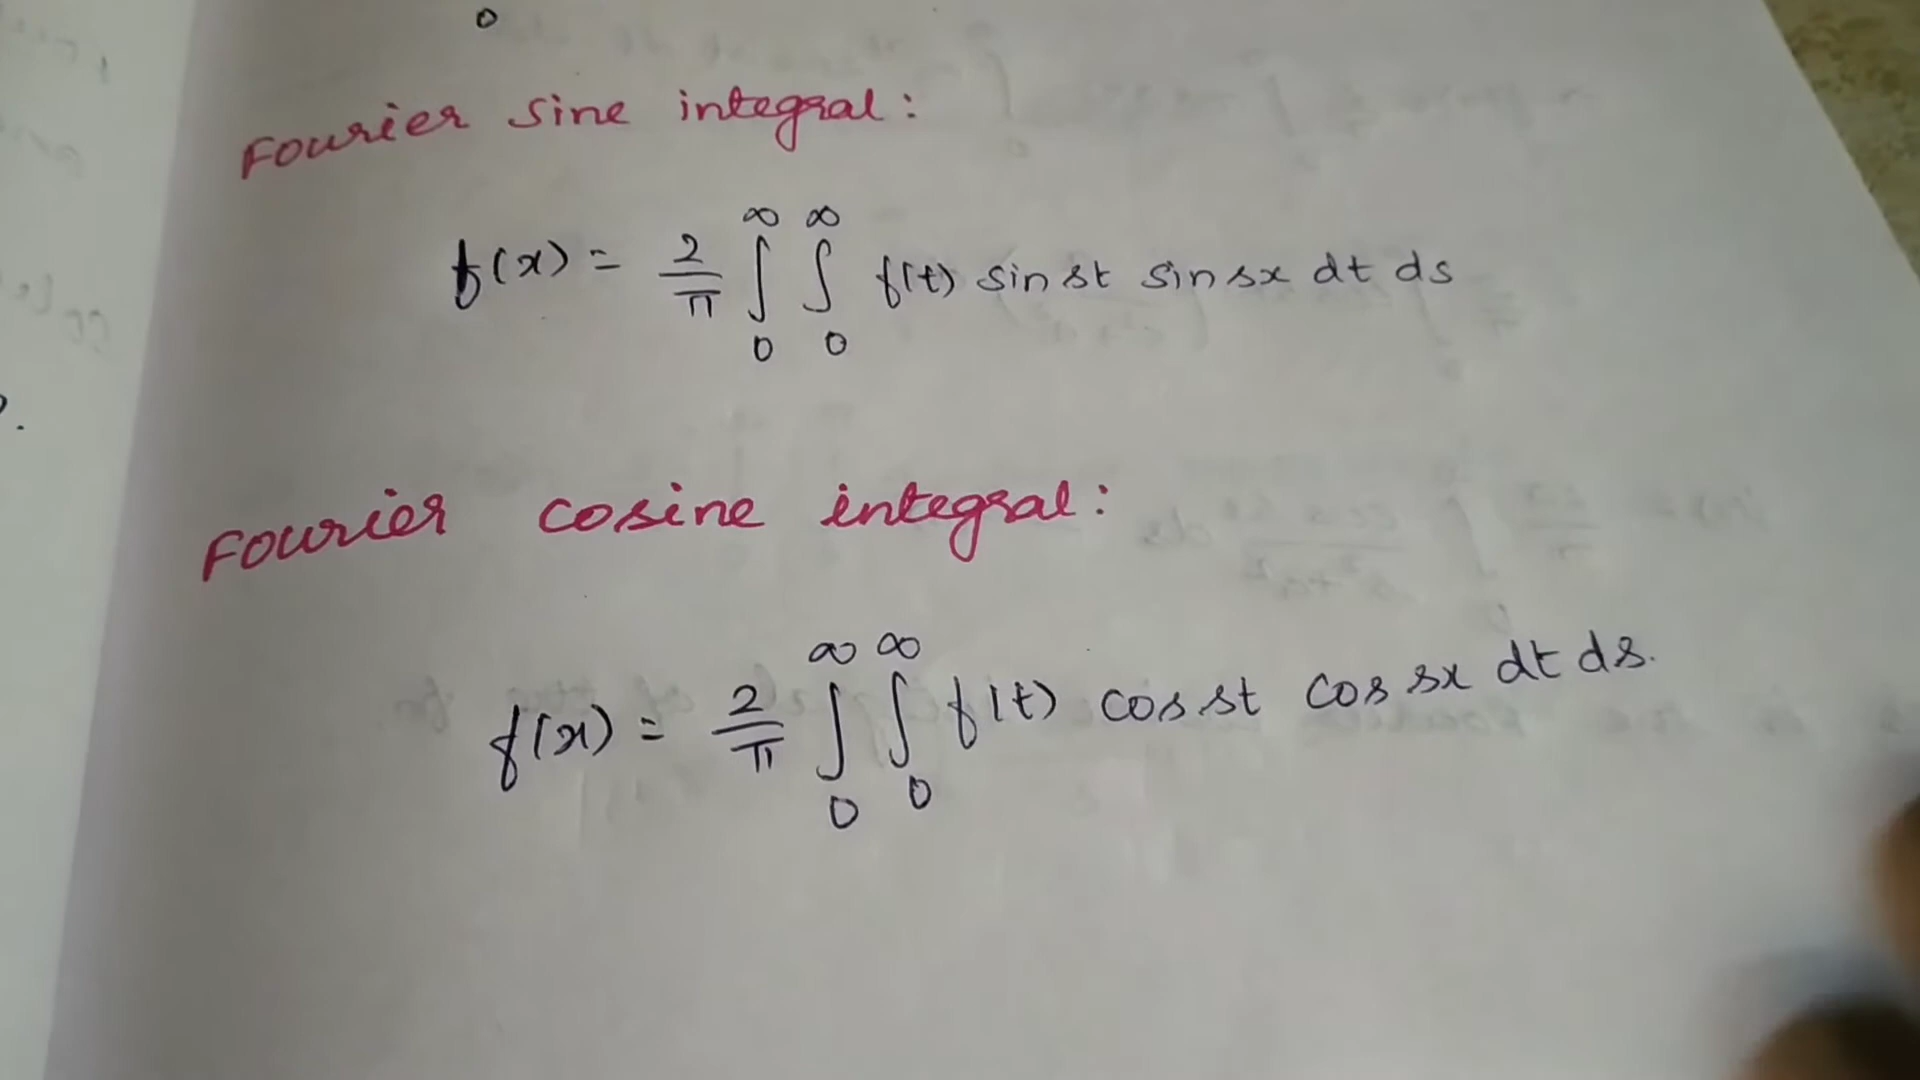 0
Fourier sine integral:
f(x) = 2/π ∫₀^∞ ∫₀^∞ f(t) sin st sin sx dt ds
Fourier cosine integral:
f(x) = 2/π ∫₀^∞ ∫₀^∞ f(t) cos st cos sx dt ds.